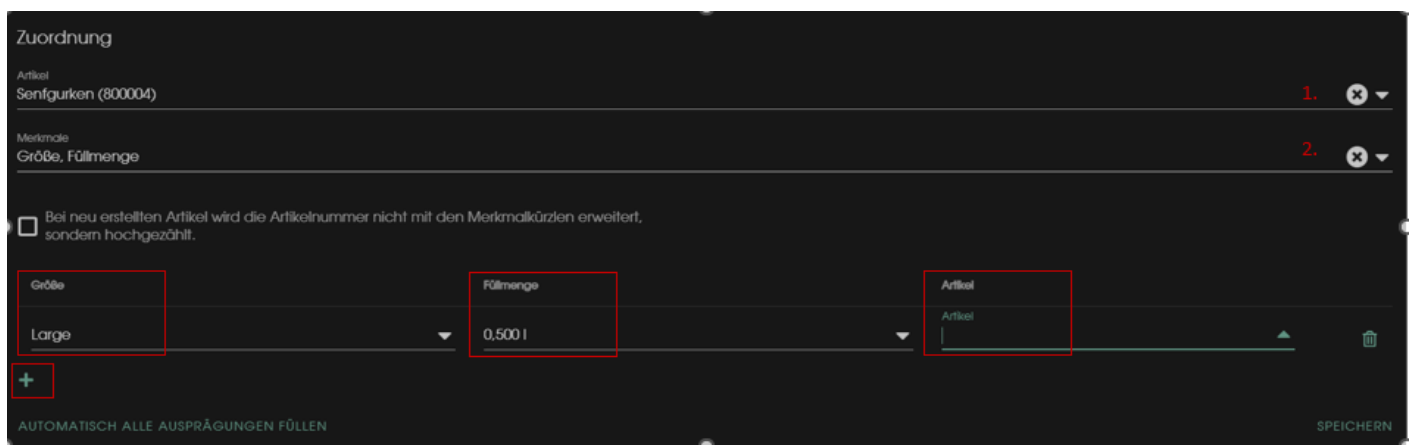 Zuordnung
Artikel
Senfgurken (800004)
1.
Merkmale
Größe, Füllmenge
2.
Bei neu erstellten Artikel wird die Artikelnummer nicht mit den Merkmalkürzlen erweitert,
sondern hochgezählt.
Größe Füllmenge Artikel
Artikel
Large 0,500 l
+
AUTOMATISCH ALLE AUSPRÄGUNGEN FÜLLEN SPEICHERN